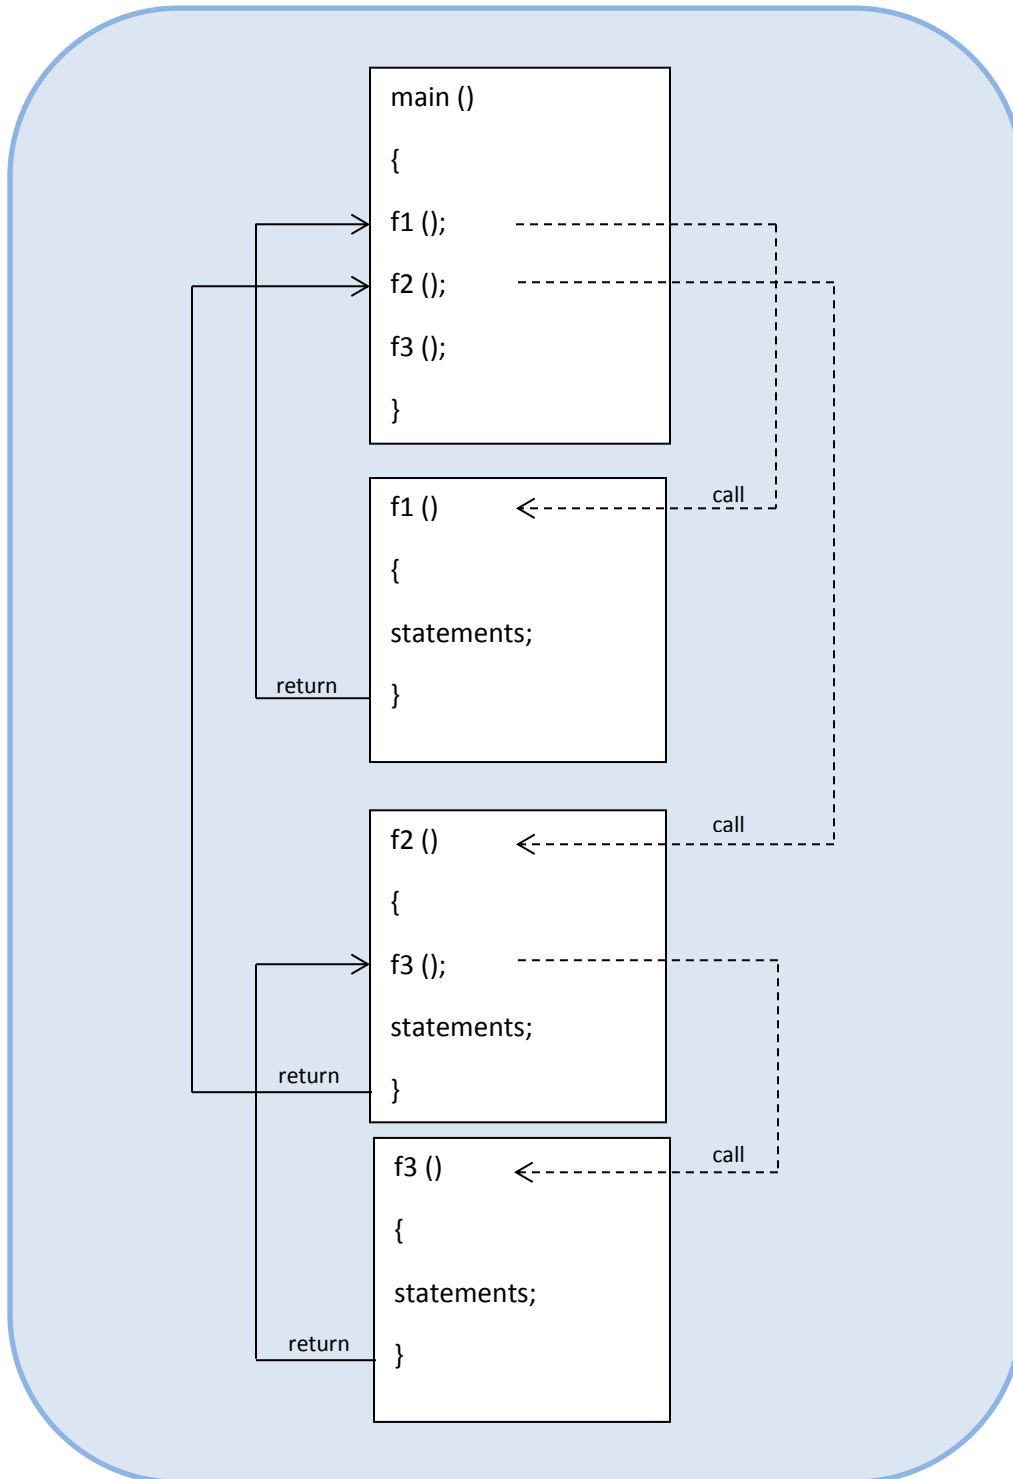 main ()
{
f1 ();
f2 ();
f3 ();
}
f1 ()
call
{
statements;
return
}
f2 ()
call
{
f3 ();
statements;
return
}
f3 ()
call
{
statements;
return
}